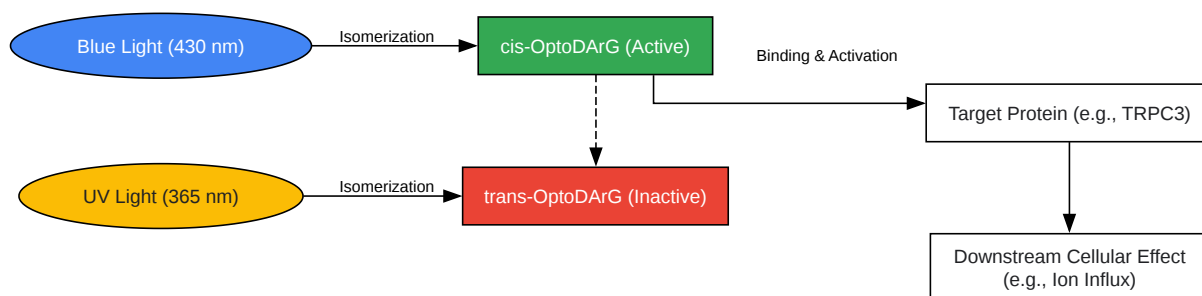 Blue Light (430 nm)
Isomerization
cis-OptoDArG (Active)
Binding & Activation
Target Protein (e.g., TRPC3)
UV Light (365 nm)
Isomerization
trans-OptoDArG (Inactive)
Downstream Cellular Effect
(e.g., Ion Influx)